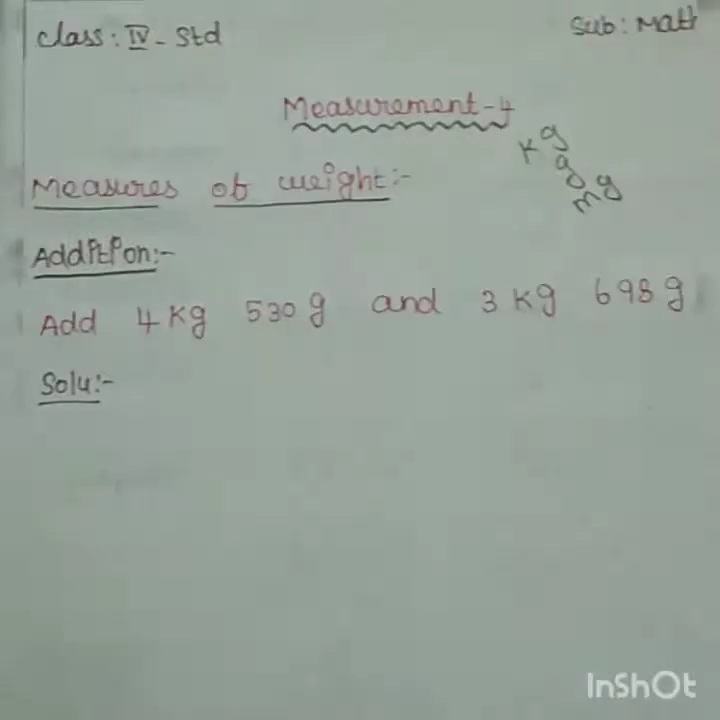 Class: IV - Std
Sub: Math
Measurement-4
Kg
g
mg
Measures of weight:-
Addition:-
Add 4 Kg 530 g and 3 Kg 698 g
Solu:-
InShOt